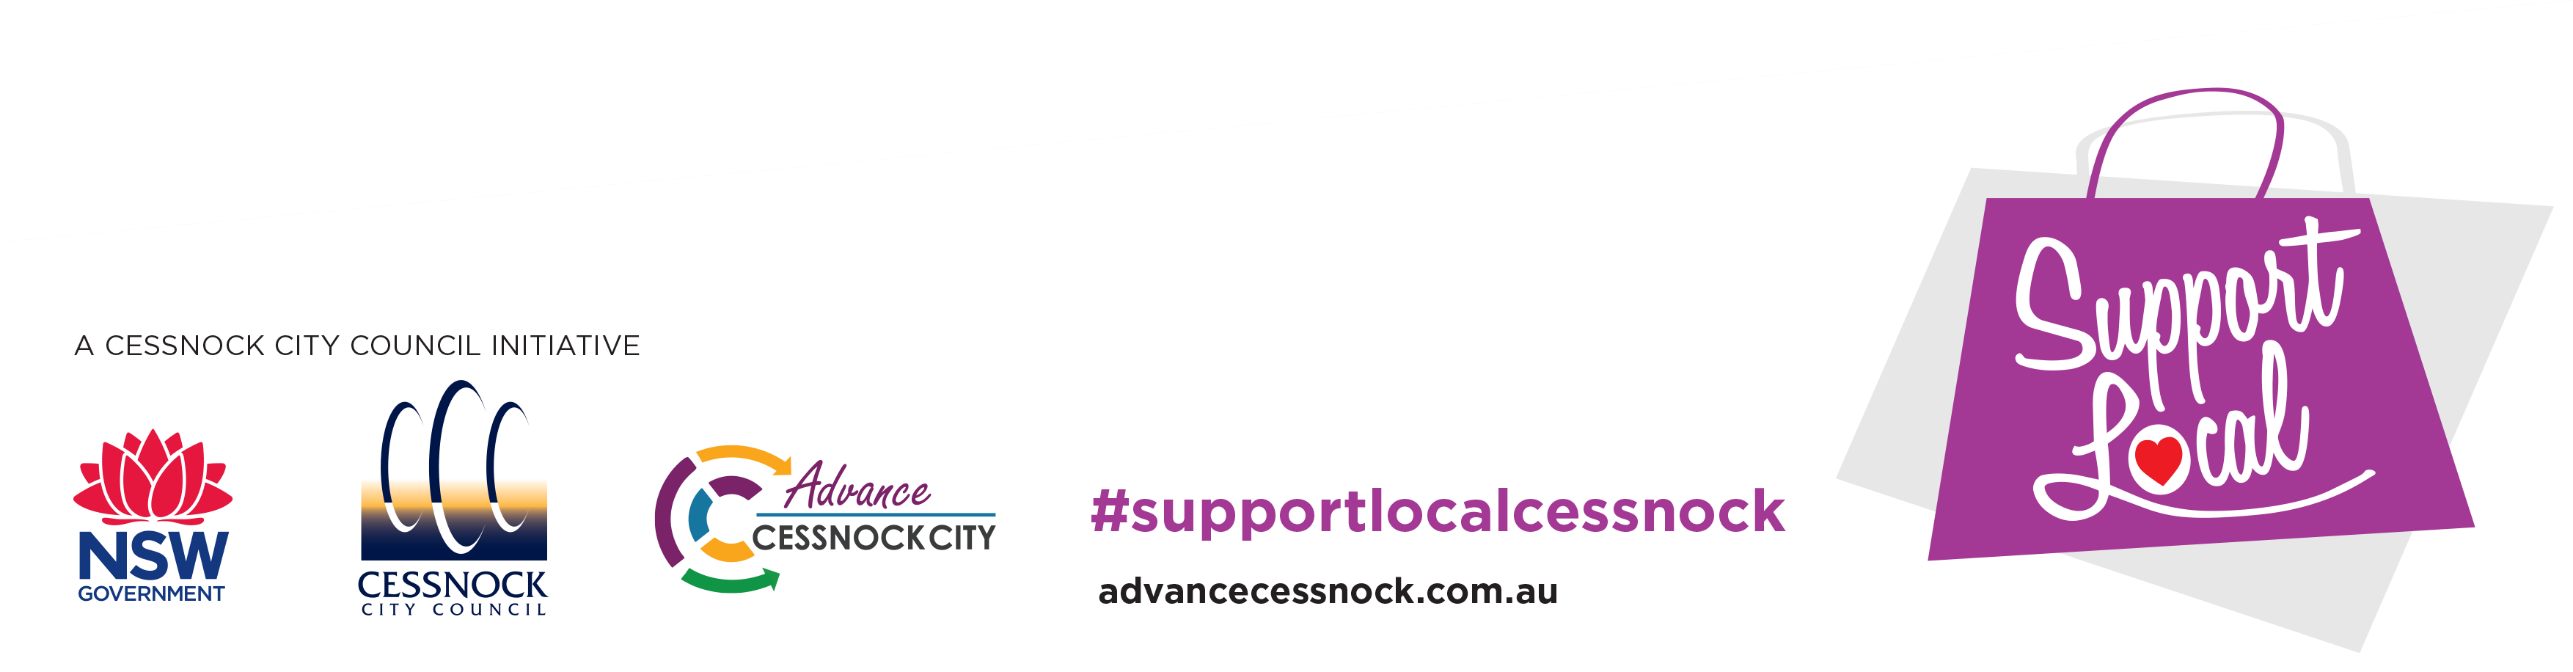 A CESSNOCK CITY COUNCIL INITIATIVE
NSW
GOVERNMENT
CESSNOCK
CITY COUNCIL
Advance
CESSNOCK CITY
#supportlocalcessnock
advancecessnock.com.au
Support
Local